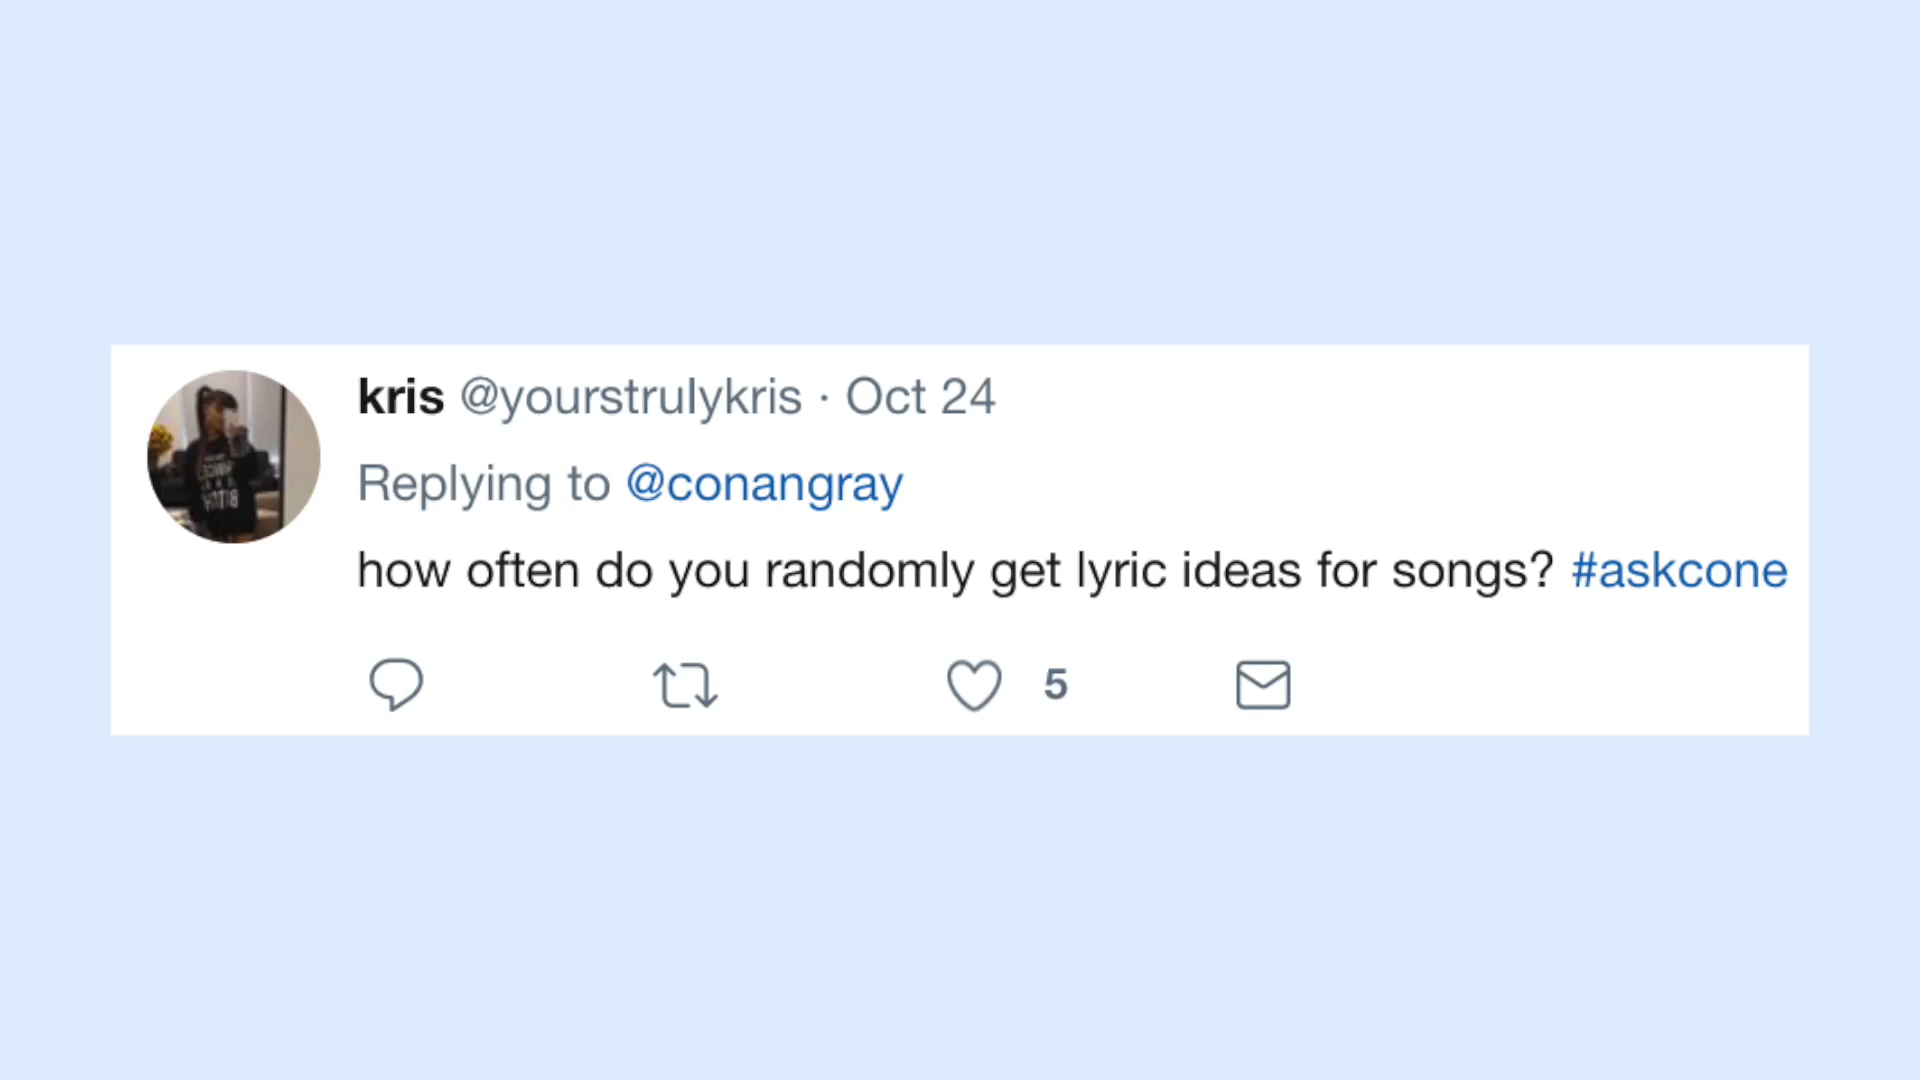 kris @yourstrulykris · Oct 24
Replying to @conangray
how often do you randomly get lyric ideas for songs? #askcone
5